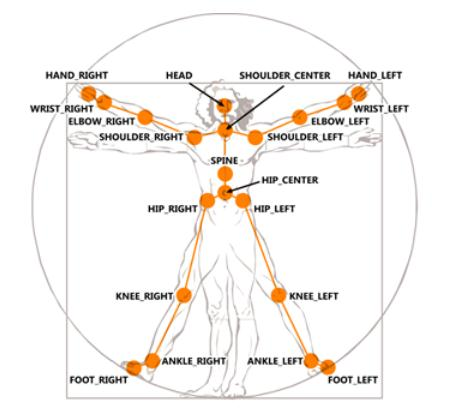 HAND_RIGHT HEAD SHOULDER_CENTER HAND_LEFT
WRIST_RIGHT WRIST_LEFT
ELBOW_RIGHT ELBOW_LEFT
SHOULDER_RIGHT SHOULDER_LEFT
SPINE
HIP_CENTER
HIP_RIGHT HIP_LEFT
KNEE_RIGHT KNEE_LEFT
ANKLE_RIGHT ANKLE_LEFT
FOOT_RIGHT FOOT_LEFT